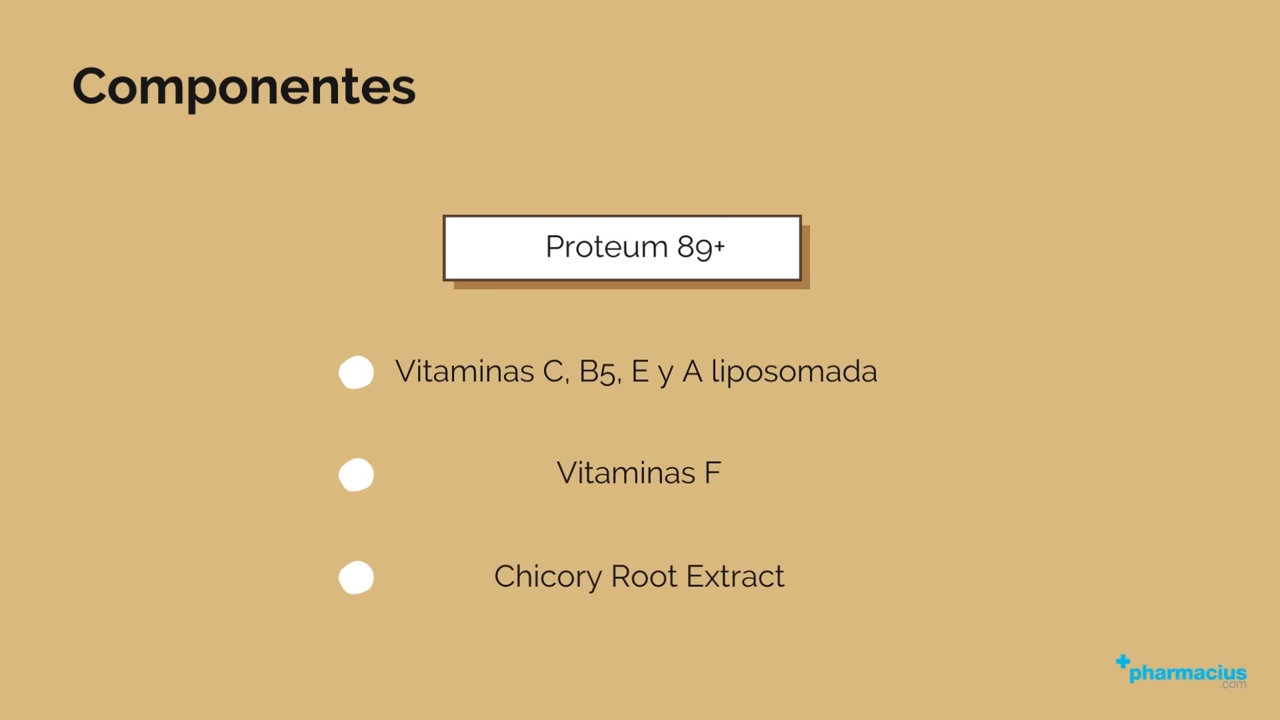 Componentes
Proteum 89+
Vitaminas C, B5, E y A liposomada
Vitaminas F
Chicory Root Extract
+pharmacius
.com